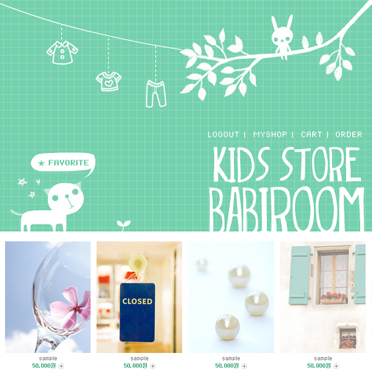 LOGOUT | MYSHOP | CART | ORDER
★ FAVORITE
KIDS STORE
BABIROOM
CLOSED
sample sample sample sample
50,000원 50,000원 50,000원 50,000원